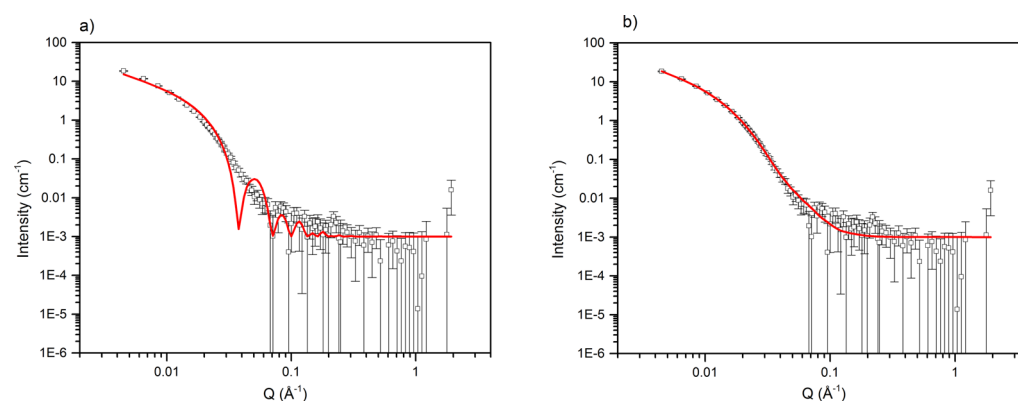 a)
100
10
1
0.1
0.01
1E-3
1E-4
1E-5
1E-6
Intensity (cm⁻¹)
0.01
0.1
1
Q (Å⁻¹)
b)
100
10
1
0.1
0.01
1E-3
1E-4
1E-5
1E-6
Intensity (cm⁻¹)
0.01
0.1
1
Q (Å⁻¹)